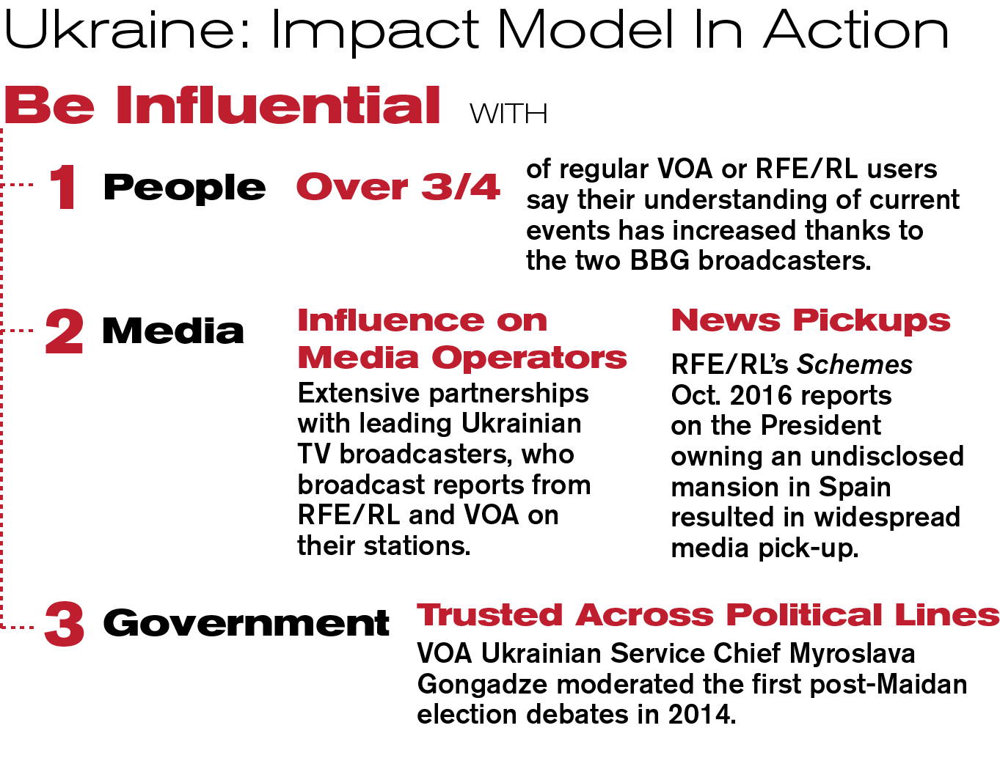 Ukraine: Impact Model In Action
Be Influential WITH
1 People Over 3/4
of regular VOA or RFE/RL users
say their understanding of current
events has increased thanks to
the two BBG broadcasters.
2 Media
Influence on
Media Operators
Extensive partnerships
with leading Ukrainian
TV broadcasters, who
broadcast reports from
RFE/RL and VOA on
their stations.
News Pickups
RFE/RL’s Schemes
Oct. 2016 reports
on the President
owning an undisclosed
mansion in Spain
resulted in widespread
media pick-up.
3 Government
Trusted Across Political Lines
VOA Ukrainian Service Chief Myroslava
Gongadze moderated the first post-Maidan
election debates in 2014.